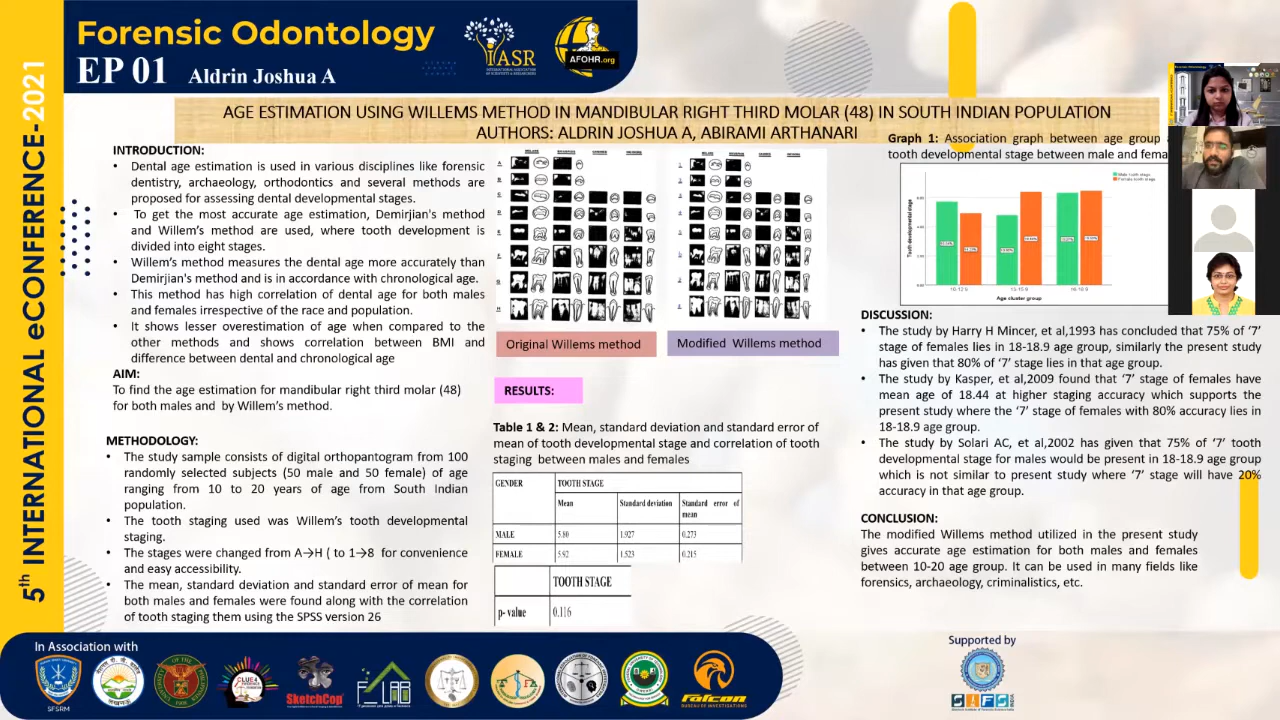 5th INTERNATIONAL eCONFERENCE-2021
Forensic Odontology
EP 01 Aldrin Joshua A
IASR
AFOHR.org
AGE ESTIMATION USING WILLEMS METHOD IN MANDIBULAR RIGHT THIRD MOLAR (48) IN SOUTH INDIAN POPULATION
AUTHORS: ALDRIN JOSHUA A, ABIRAMI ARTHANARI
INTRODUCTION:
• Dental age estimation is used in various disciplines like forensic
dentistry, archaeology, orthodontics and several methods are
proposed for assessing dental developmental stages.
• To get the most accurate age estimation, Demirjian's method
and Willem's method are used, where tooth development is
divided into eight stages.
• Willem's method measures the dental age more accurately than
Demirjian's method and is in accordance with chronological age.
• This method has high correlation of dental age for both males
and females irrespective of the race and population.
• It shows lesser overestimation of age when compared to the
other methods and shows correlation between BMI and
difference between dental and chronological age
AIM:
To find the age estimation for mandibular right third molar (48)
for both males and by Willem's method.
METHODOLOGY:
• The study sample consists of digital orthopantogram from 100
randomly selected subjects (50 male and 50 female) of age
ranging from 10 to 20 years of age from South Indian
population.
• The tooth staging used was Willem's tooth developmental
staging.
• The stages were changed from A→H ( to 1→8 for convenience
and easy accessibility.
• The mean, standard deviation and standard error of mean for
both males and females were found along with the correlation
of tooth staging them using the SPSS version 26
Original Willems method
Modified Willems method
RESULTS:
Table 1 & 2: Mean, standard deviation and standard error of
mean of tooth developmental stage and correlation of tooth
staging between males and females
GENDER TOOTH STAGE
Mean Standard deviation Standard error of
mean
MALE 5.80 1.927 0.273
FEMALE 5.92 1.523 0.215
TOOTH STAGE
p- value 0.116
Graph 1: Association graph between age group
tooth developmental stage between male and fema
Male tooth stage
Female tooth stage
Tooth developmental stage
Age cluster group
DISCUSSION:
• The study by Harry H Mincer, et al,1993 has concluded that 75% of '7'
stage of females lies in 18-18.9 age group, similarly the present study
has given that 80% of '7' stage lies in that age group.
• The study by Kasper, et al,2009 found that '7' stage of females have
mean age of 18.44 at higher staging accuracy which supports the
present study where the '7' stage of females with 80% accuracy lies in
18-18.9 age group.
• The study by Solari AC, et al,2002 has given that 75% of '7' tooth
developmental stage for males would be present in 18-18.9 age group
which is not similar to present study where '7' stage will have 20%
accuracy in that age group.
CONCLUSION:
The modified Willems method utilized in the present study
gives accurate age estimation for both males and females
between 10-20 age group. It can be used in many fields like
forensics, archaeology, criminalistics, etc.
In Association with
SFSRM
CLUE4
SketchCop
F LAB
Falcon
Supported by
SIFS
INDIA